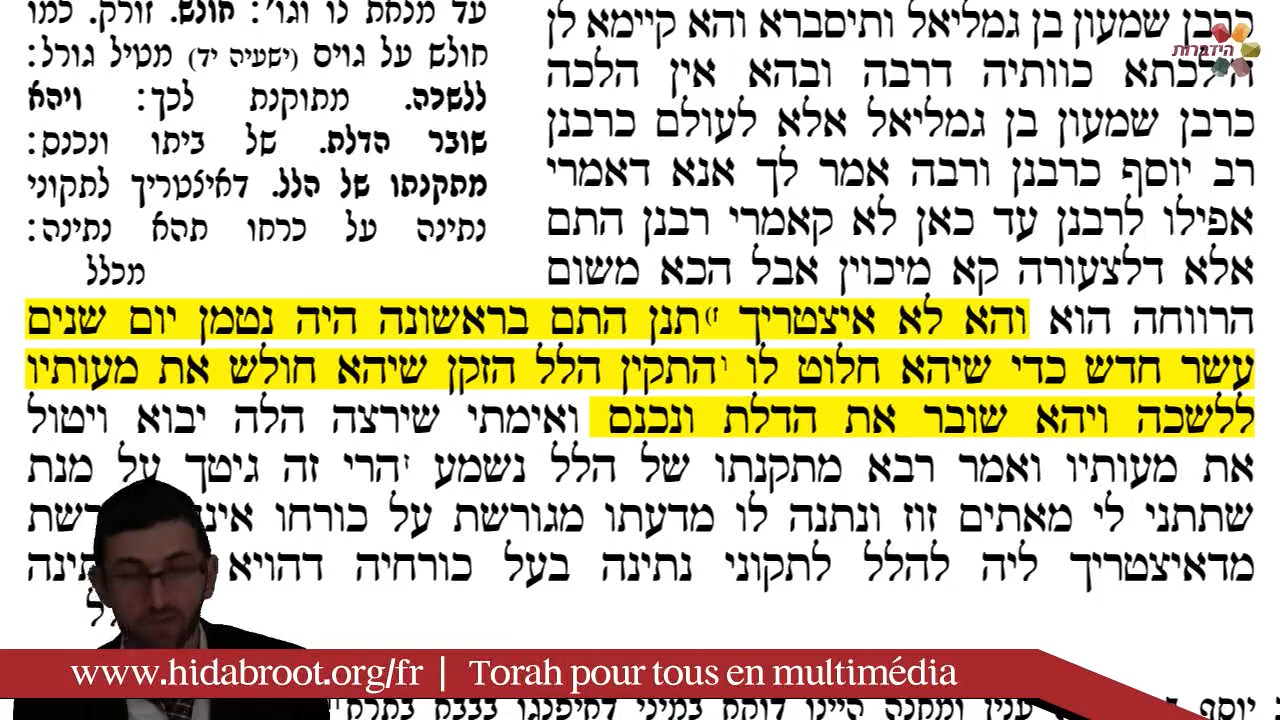 כרבן שמעון בן גמליאל ותיסברא והא קיימא לן
הלכתא כוותיה דרבה ובהא אין הלכה
כרבן שמעון בן גמליאל אלא לעולם כרבנן
רב יוסף כרבנן ורבה אמר לך אנא דאמרי
אפילו לרבנן עד כאן לא קאמרי רבנן התם
אלא דלצעורה קא מיכוין אבל הכא משום
הרווחה הוא והא לא איצטריך ז) תנן התם בראשונה היה נטמן יום שנים
עשר חדש כדי שיהא חלוט לו ו התקין הלל הזקן שיהא חולש את מעותיו
ללשכה ויהא שובר את הדלת ונכנס ואימתי שירצה הלה יבוא ויטול
את מעותיו ואמר רבא מתקנתו של הלל נשמע ז הרי זה גיטך על מנת
שתתני לי מאתים זוז ונתנה לו מדעתו מגורשת על כורחו
מדאיצטריך ליה להלל לתקוני נתינה בעל כורחיה דהויא
עד מנחת נו וגו': חולש. זורק, כמו
חולש על גוים (ישעיה יד) מטיל גורל:
ללשכה. מתוקנת לכך: ויהא
שובר הדלת. של ביתו ונכנס:
מתקנתו של הלל. דאיצטריך לתקוני
נתינה על כרחו תהא נתינה:
מכלל
הידברות
www.hidabroot.org/fr | Torah pour tous en multimédia